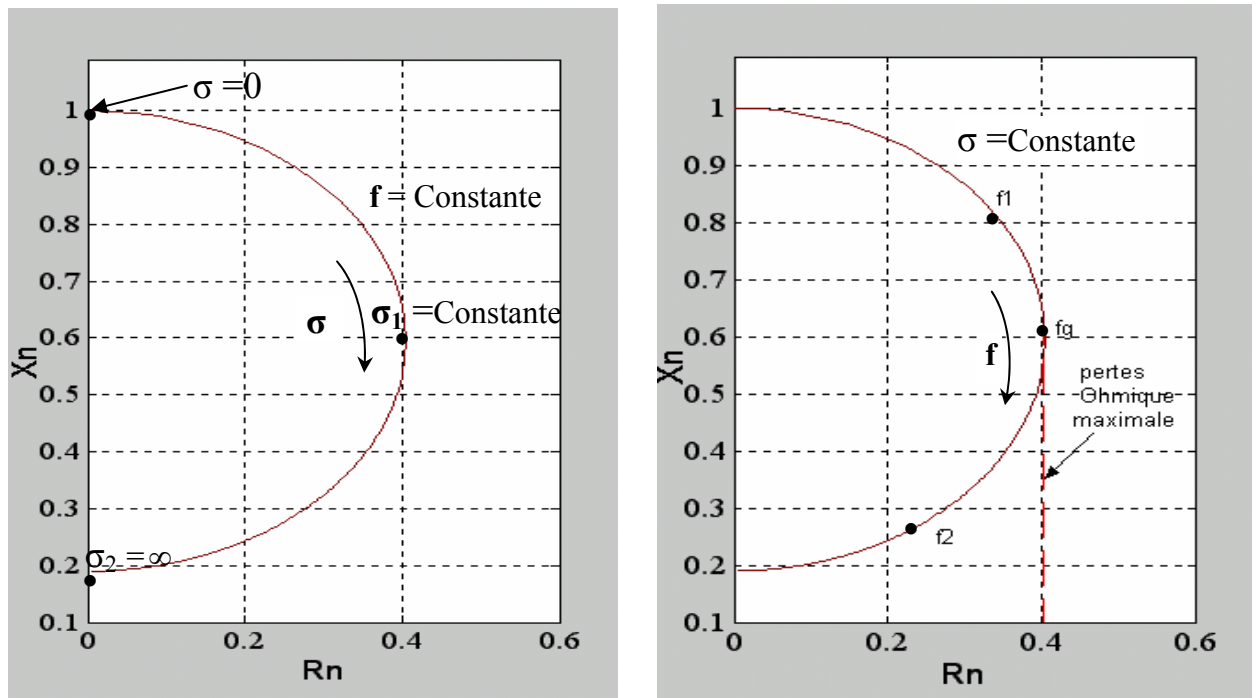 σ =0
1
0.9
f = Constante
0.8
0.7
σ
σ₁ =Constante
0.6
Xn
0.5
0.4
0.3
σ₂ =∞
0.2
0.1
0
0.2
0.4
0.6
Rn
1
σ =Constante
0.9
f1
0.8
0.7
fg
0.6
f
Xn
pertes
Ohmique
maximale
0.5
0.4
0.3
f2
0.2
0.1
0
0.2
0.4
0.6
Rn